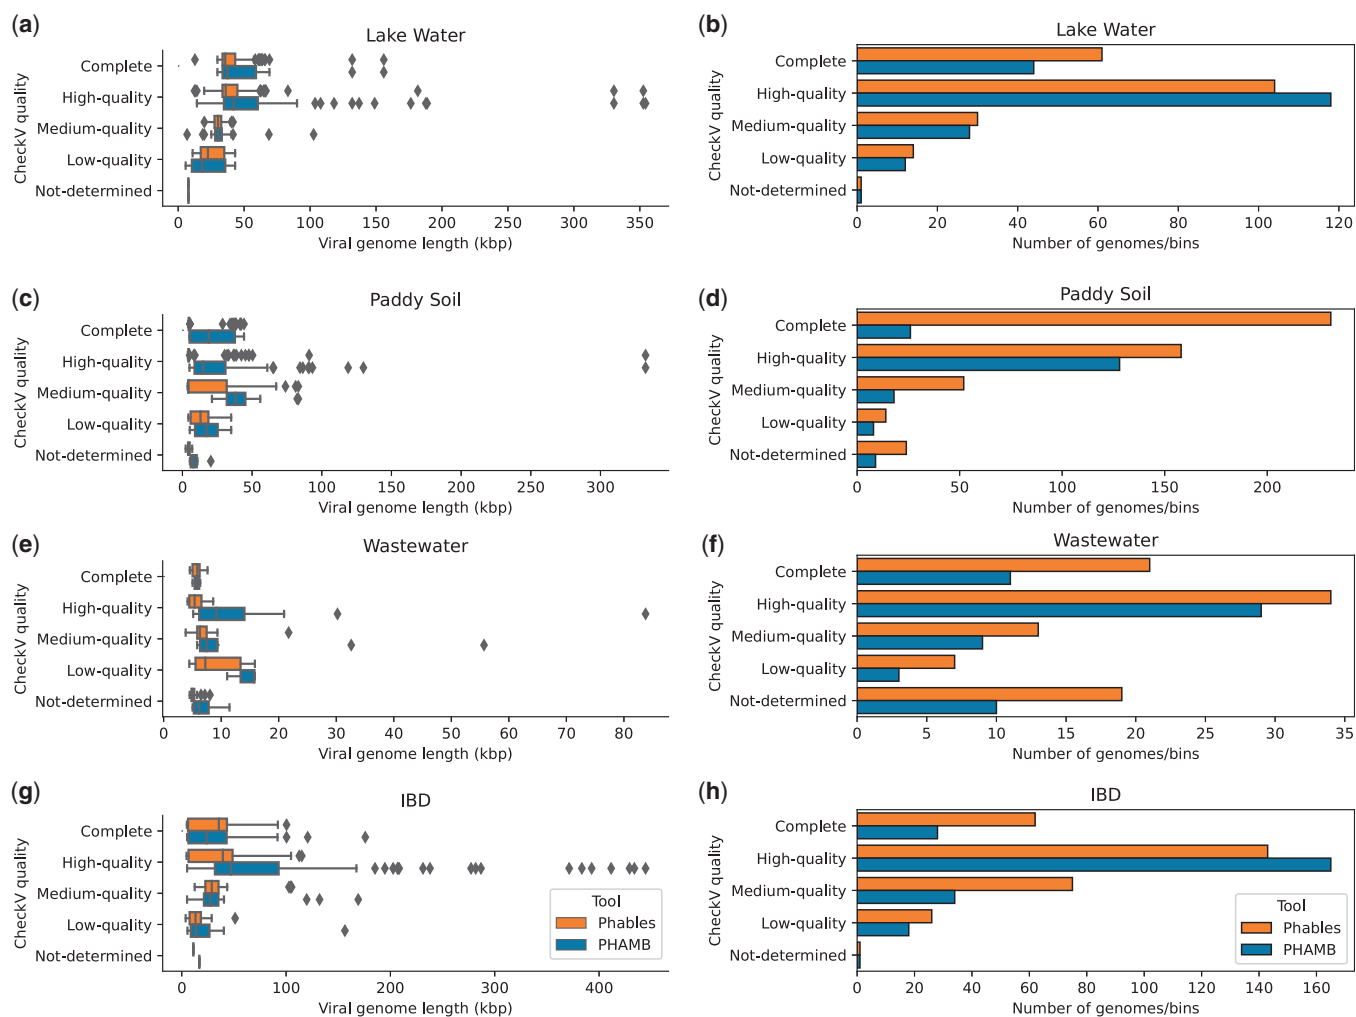 (a)
Lake Water
CheckV quality
Complete
High-quality
Medium-quality
Low-quality
Not-determined
0 50 100 150 200 250 300 350
Viral genome length (kbp)
(b)
Lake Water
CheckV quality
Complete
High-quality
Medium-quality
Low-quality
Not-determined
0 20 40 60 80 100 120
Number of genomes/bins
(c)
Paddy Soil
CheckV quality
Complete
High-quality
Medium-quality
Low-quality
Not-determined
0 50 100 150 200 250 300
Viral genome length (kbp)
(d)
Paddy Soil
CheckV quality
Complete
High-quality
Medium-quality
Low-quality
Not-determined
0 50 100 150 200
Number of genomes/bins
(e)
Wastewater
CheckV quality
Complete
High-quality
Medium-quality
Low-quality
Not-determined
0 10 20 30 40 50 60 70 80
Viral genome length (kbp)
(f)
Wastewater
CheckV quality
Complete
High-quality
Medium-quality
Low-quality
Not-determined
0 5 10 15 20 25 30 35
Number of genomes/bins
(g)
IBD
CheckV quality
Complete
High-quality
Medium-quality
Low-quality
Not-determined
Tool
Phables
PHAMB
0 100 200 300 400
Viral genome length (kbp)
(h)
IBD
CheckV quality
Complete
High-quality
Medium-quality
Low-quality
Not-determined
Tool
Phables
PHAMB
0 20 40 60 80 100 120 140 160
Number of genomes/bins